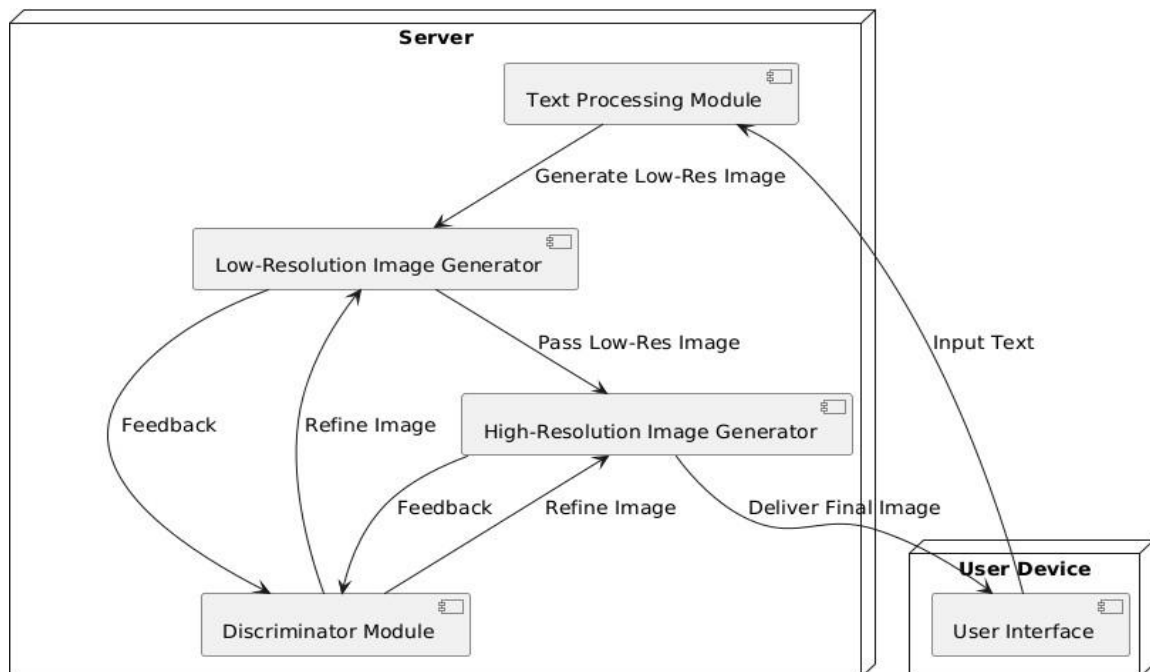 Server
Text Processing Module
Generate Low-Res Image
Low-Resolution Image Generator
Pass Low-Res Image
Input Text
Feedback
Refine Image
High-Resolution Image Generator
Feedback
Refine Image
Deliver Final Image
User Device
Discriminator Module
User Interface